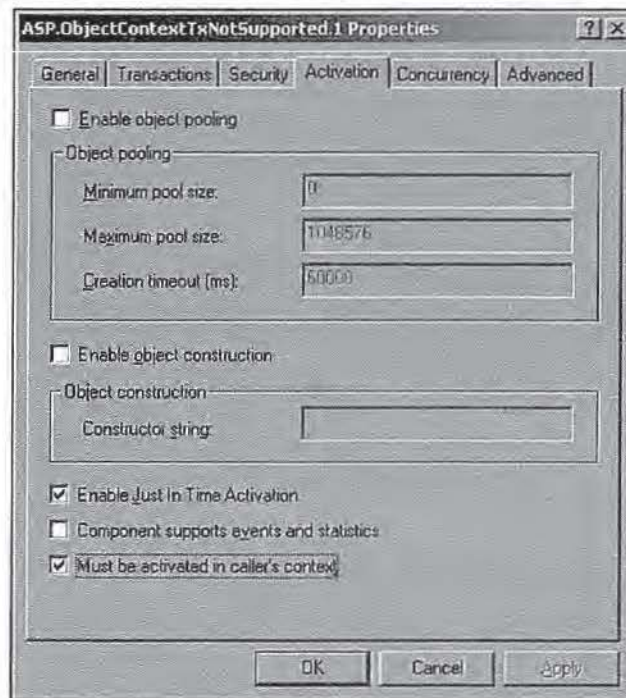 ASP.ObjectContextTxNotSupported.1 Properties ? ×
General Transactions Security Activation Concurrency Advanced
Enable object pooling
Object pooling
Minimum pool size: 0
Maximum pool size: 1048576
Creation timeout (ms): 60000
Enable object construction
Object construction
Constructor string:
Enable Just In Time Activation
Component supports events and statistics
Must be activated in caller's context
OK Cancel Apply